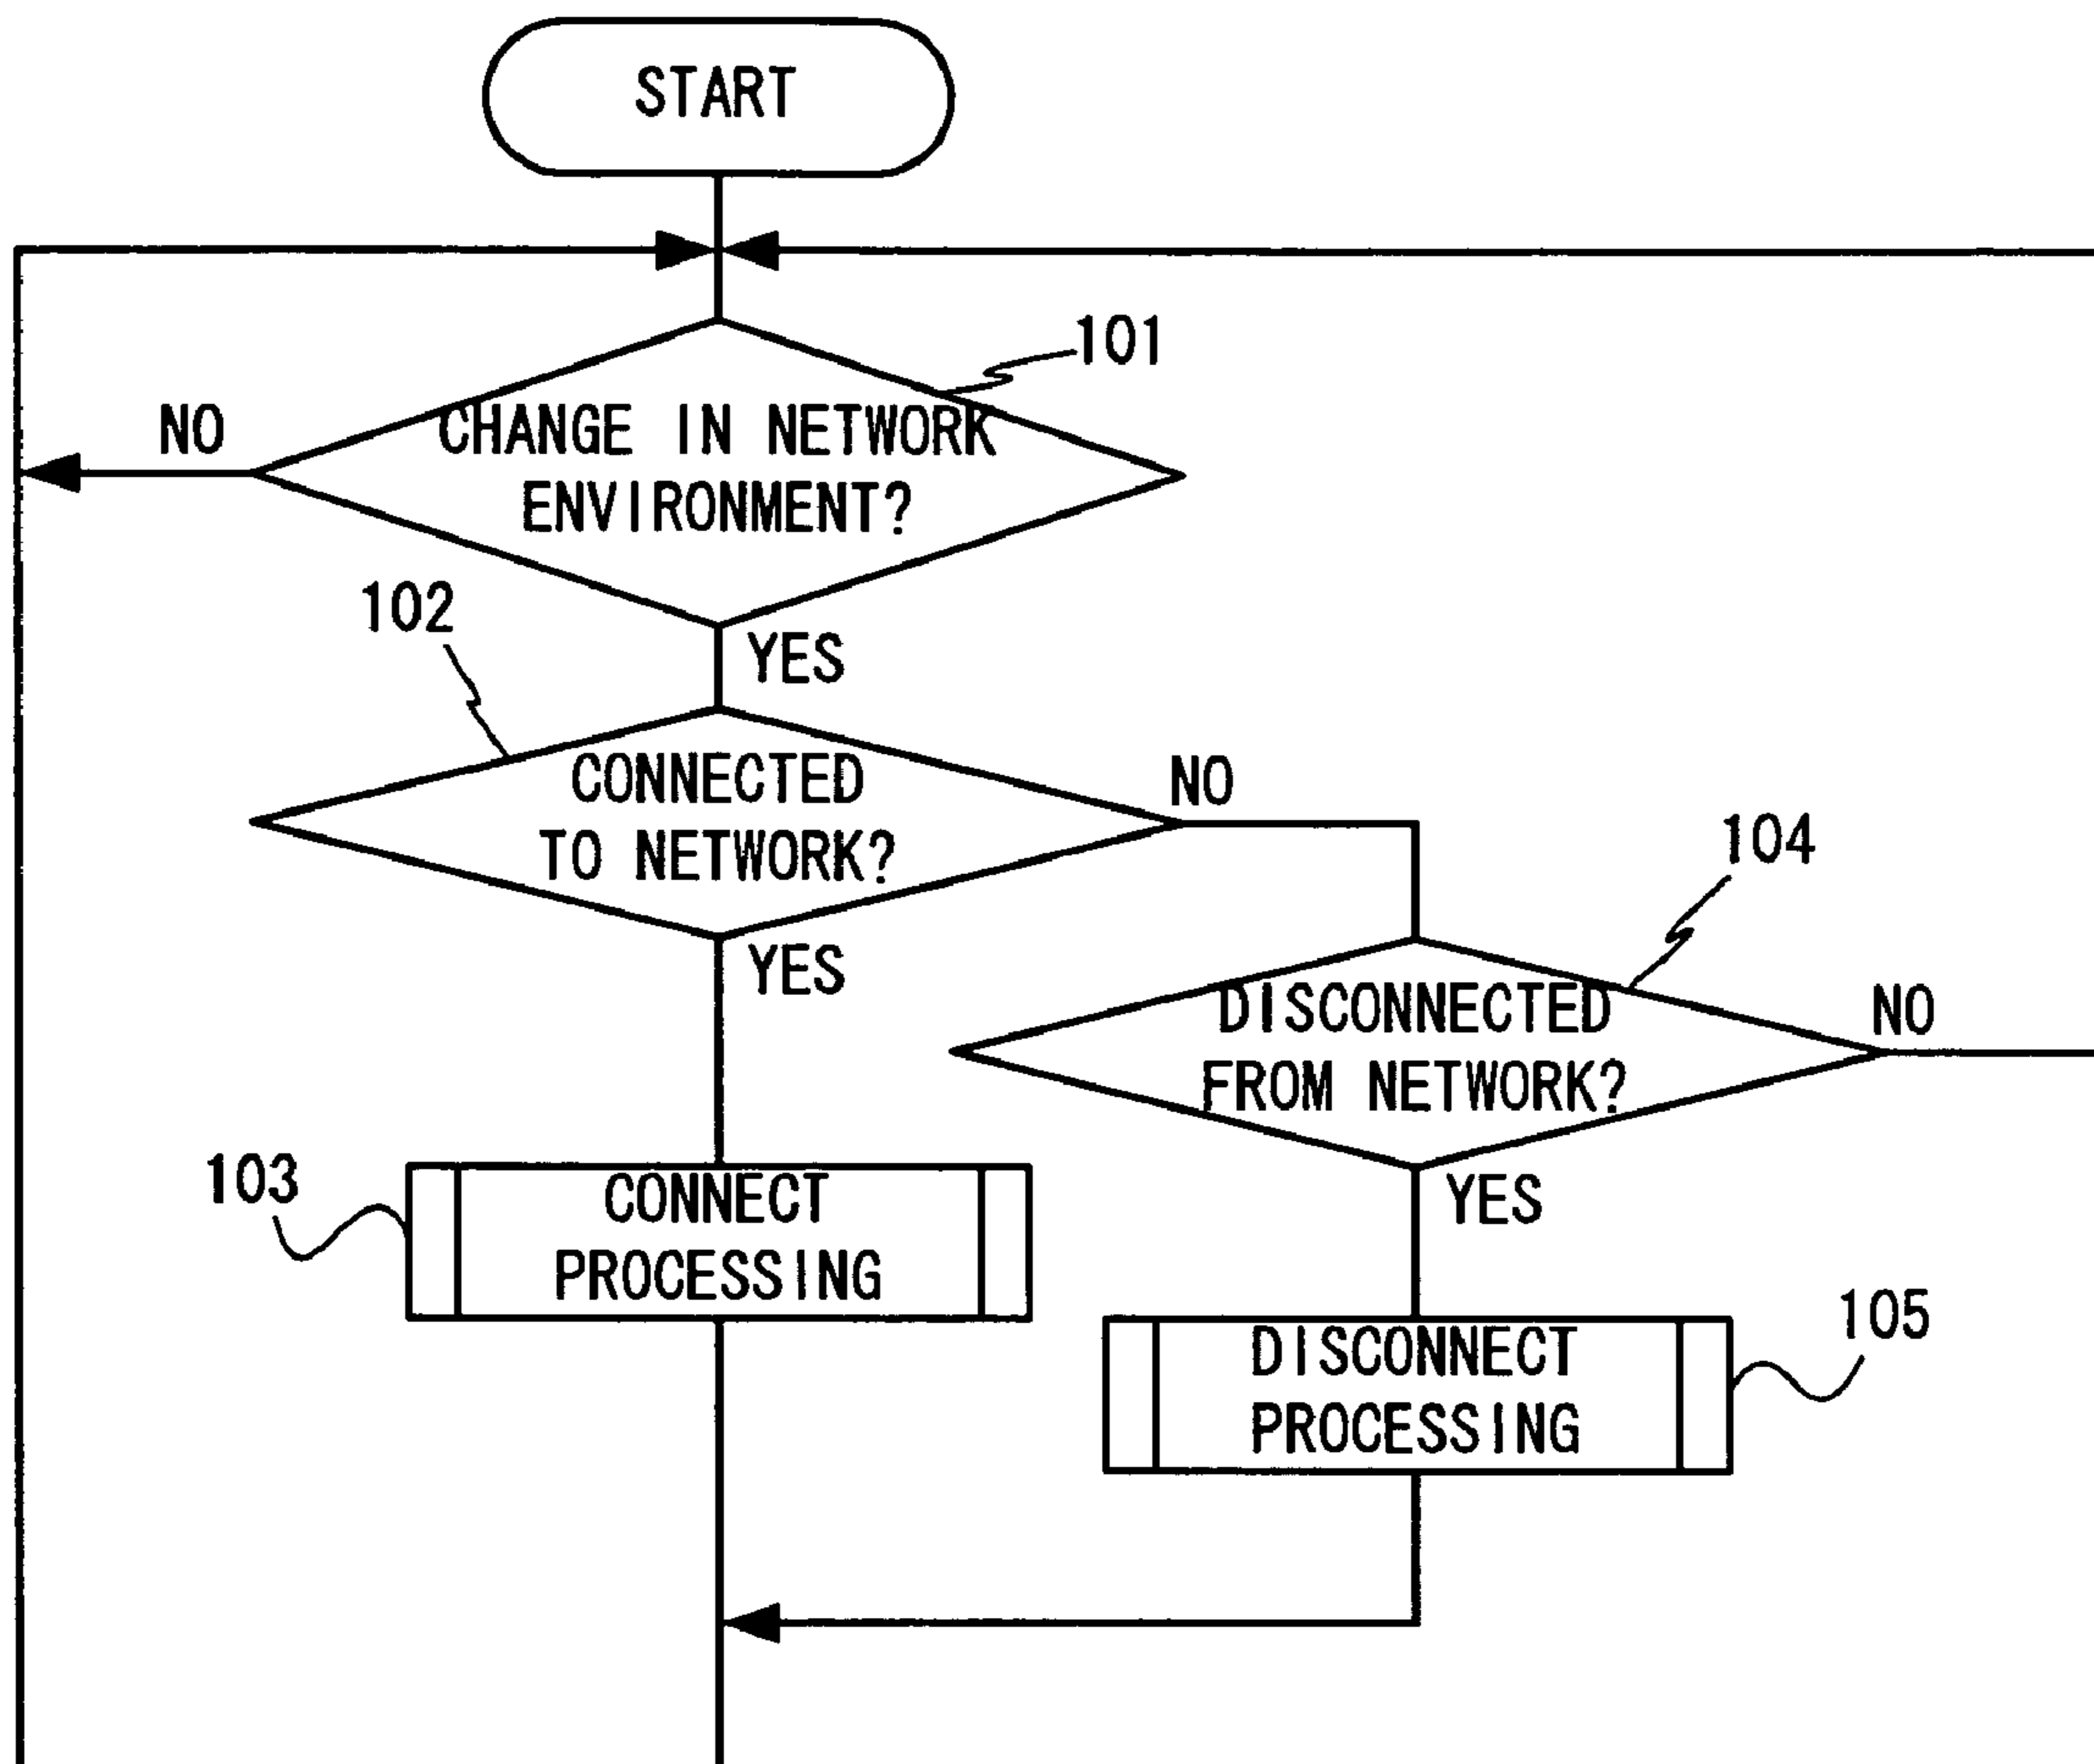 START
101
NO
CHANGE IN NETWORK
ENVIRONMENT?
102
YES
CONNECTED
TO NETWORK?
NO
104
YES
DISCONNECTED
FROM NETWORK?
NO
103
CONNECT
PROCESSING
YES
105
DISCONNECT
PROCESSING